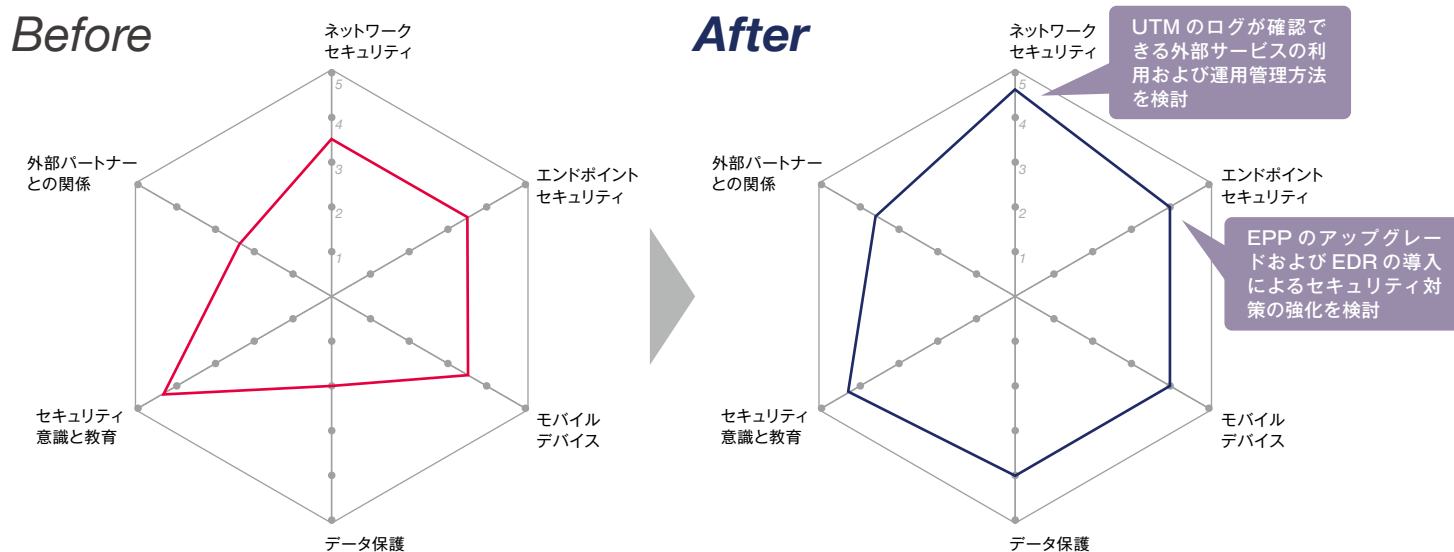 Before
ネットワーク
セキュリティ
5
4
3
2
1
外部パートナー
との関係
エンドポイント
セキュリティ
セキュリティ
意識と教育
モバイル
デバイス
データ保護
After
ネットワーク
セキュリティ
5
4
3
2
1
外部パートナー
との関係
エンドポイント
セキュリティ
セキュリティ
意識と教育
モバイル
デバイス
データ保護
UTM のログが確認で
きる外部サービスの利
用および運用管理方法
を検討
EPP のアップグレー
ドおよび EDR の導入
によるセキュリティ対
策の強化を検討